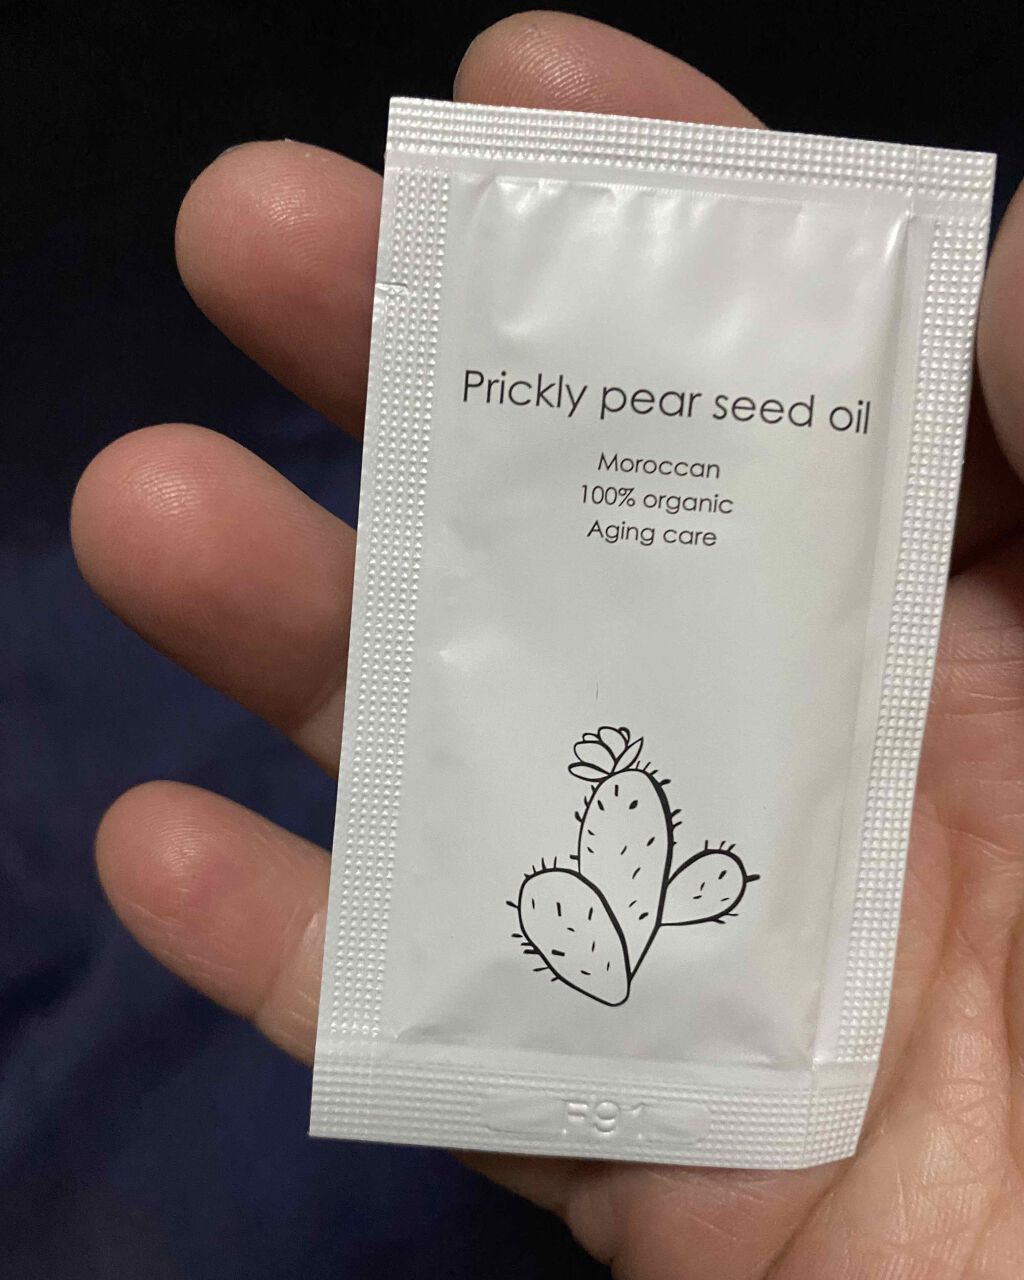 Prickly pear seed oil
Moroccan
100% organic
Aging care
F91